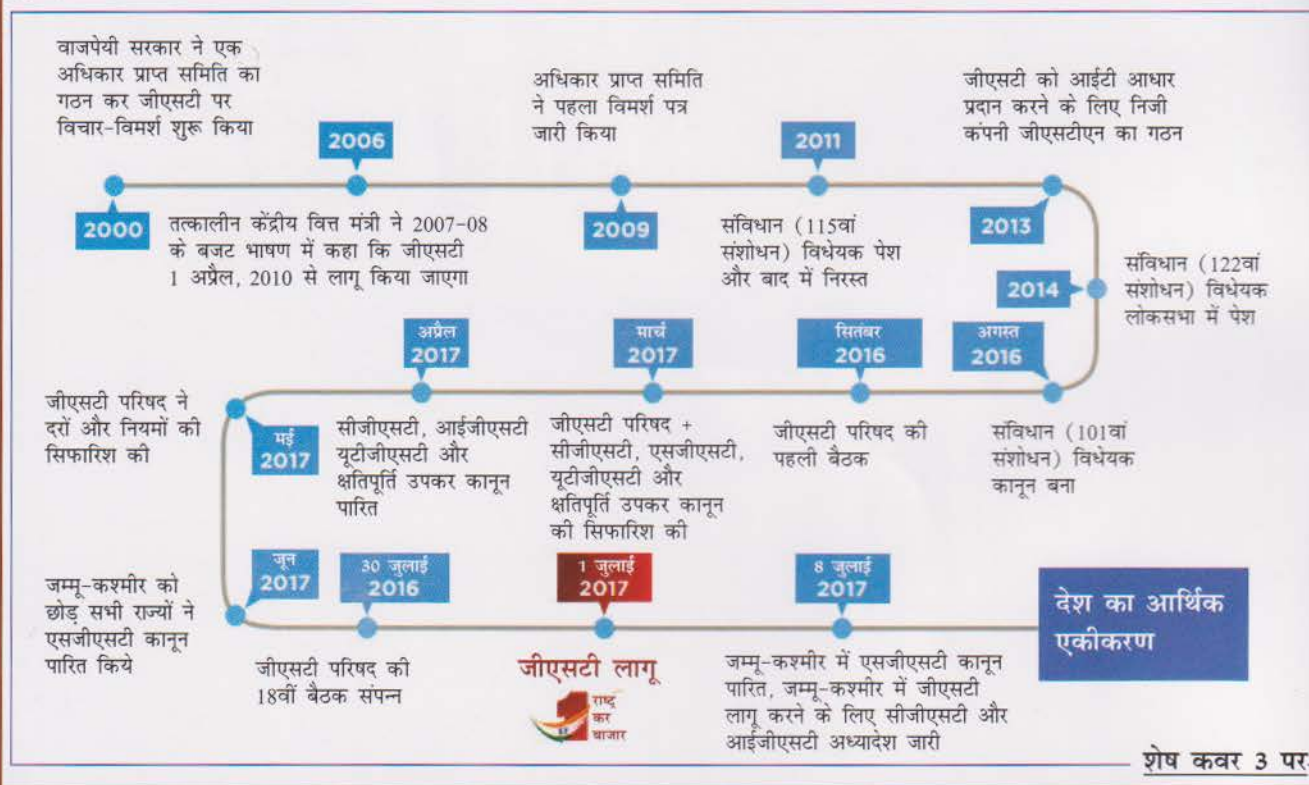 वाजपेयी सरकार ने एक
अधिकार प्राप्त समिति का
गठन कर जीएसटी पर
विचार-विमर्श शुरू किया
2000
2006
तत्कालीन केंद्रीय वित्त मंत्री ने 2007-08
के बजट भाषण में कहा कि जीएसटी
1 अप्रैल, 2010 से लागू किया जाएगा
अधिकार प्राप्त समिति
ने पहला विमर्श पत्र
जारी किया
2009
2011
संविधान (115वां
संशोधन) विधेयक पेश
और बाद में निरस्त
जीएसटी को आईटी आधार
प्रदान करने के लिए निजी
कंपनी जीएसटीएन का गठन
2013
2014
संविधान (122वां
संशोधन) विधेयक
लोकसभा में पेश
अगस्त
2016
संविधान (101वां
संशोधन) विधेयक
कानून बना
सितंबर
2016
जीएसटी परिषद की
पहली बैठक
मार्च
2017
जीएसटी परिषद +
सीजीएसटी, एसजीएसटी,
यूटीजीएसटी और
क्षतिपूर्ति उपकर कानून
की सिफारिश की
अप्रैल
2017
सीजीएसटी, आईजीएसटी
यूटीजीएसटी और
क्षतिपूर्ति उपकर कानून
पारित
मई
2017
जीएसटी परिषद ने
दरों और नियमों की
सिफारिश की
जून
2017
जम्मू-कश्मीर को
छोड़ सभी राज्यों ने
एसजीएसटी कानून
पारित किये
30 जुलाई
2016
जीएसटी परिषद की
18वीं बैठक संपन्न
1 जुलाई
2017
जीएसटी लागू
1 राष्ट्र
कर
बाजार
8 जुलाई
2017
जम्मू-कश्मीर में एसजीएसटी कानून
पारित, जम्मू-कश्मीर में जीएसटी
लागू करने के लिए सीजीएसटी और
आईजीएसटी अध्यादेश जारी
देश का आर्थिक
एकीकरण
शेष कवर 3 पर